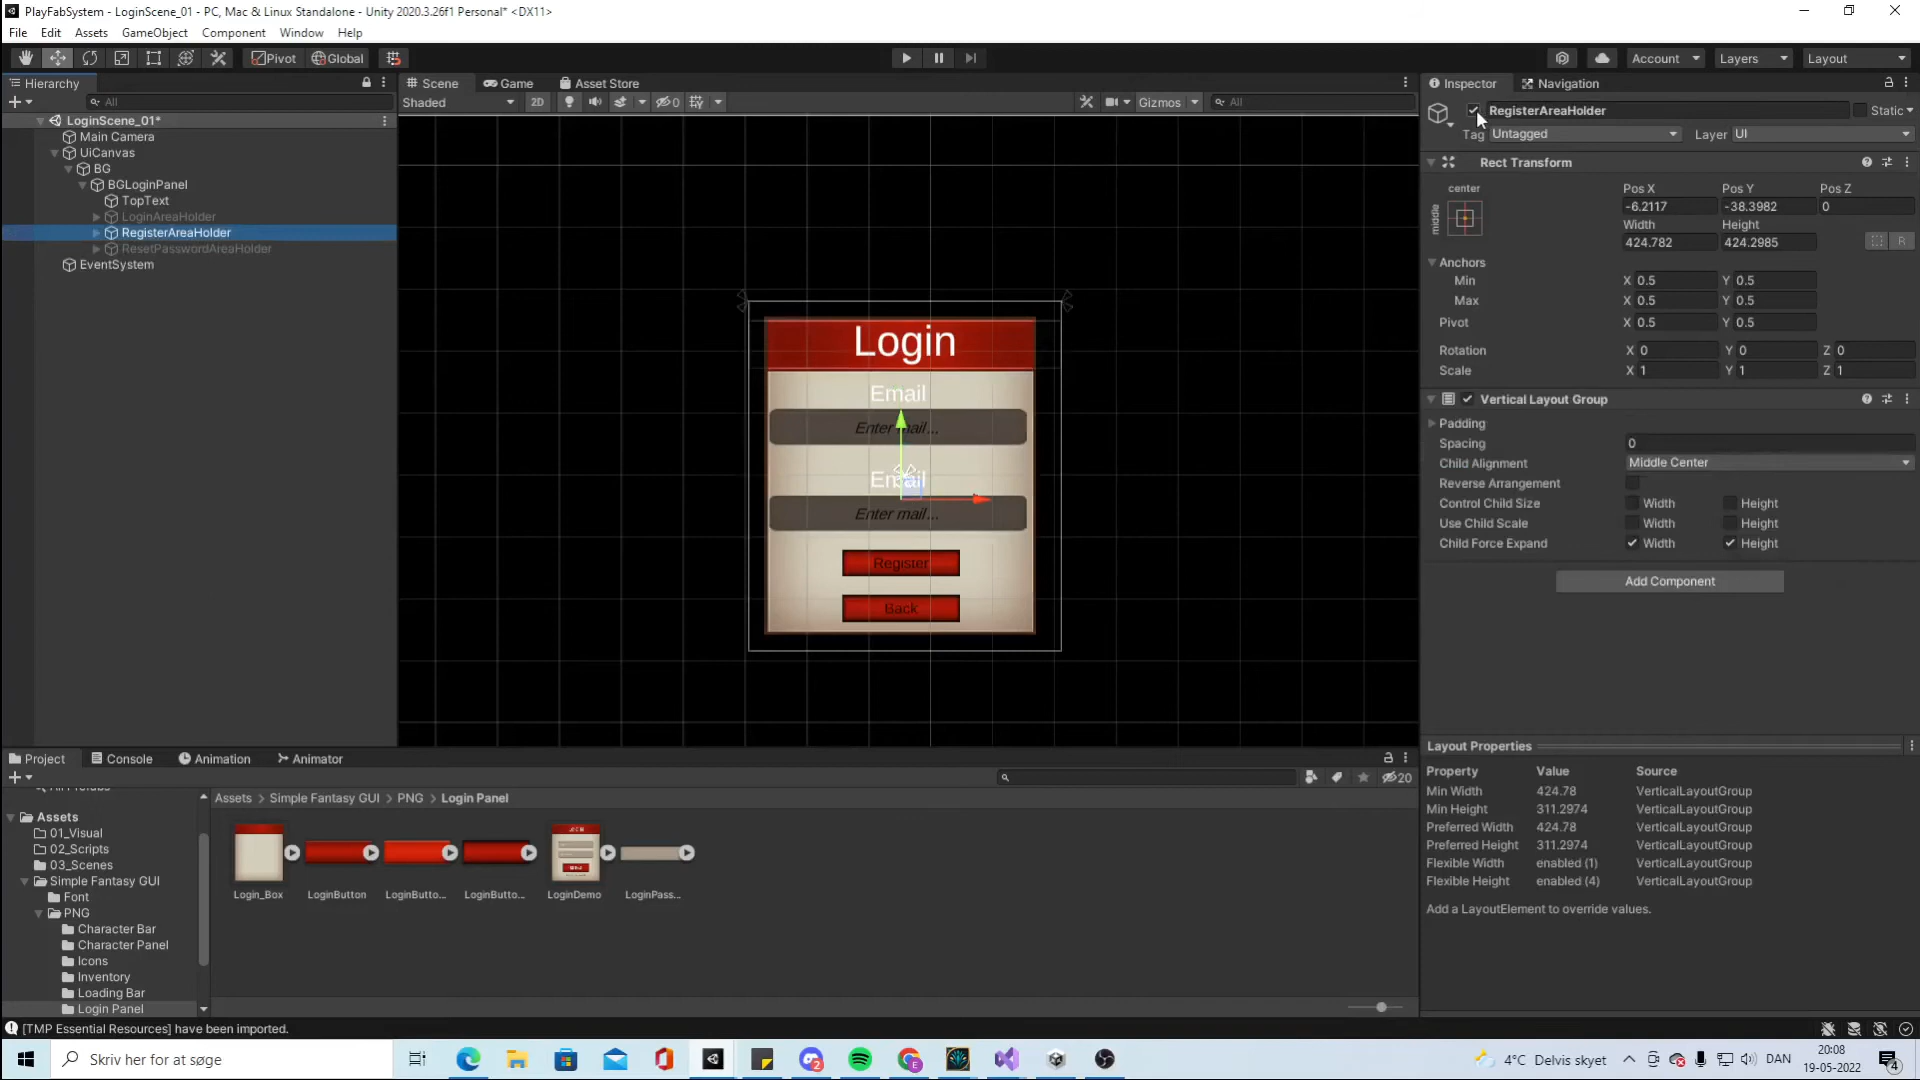 PlayFabSystem - LoginScene_01 - PC, Mac & Linux Standalone - Unity 2020.3.26f1 Personal* <DX11>
File Edit Assets GameObject Component Window Help
Pivot Global Account Layers Layout
Hierarchy
All
LoginScene_01*
Main Camera
UiCanvas
BG
BGLoginPanel
TopText
LoginAreaHolder
RegisterAreaHolder
ResetPasswordAreaHolder
EventSystem
Scene Game Asset Store
Shaded 2D 0 Gizmos All
Login
Email
Enter mail...
Email
Enter mail...
Register
Back
Inspector Navigation
RegisterAreaHolder Static
Tag Untagged Layer UI
Rect Transform
center Pos X Pos Y Pos Z
middle -6.2117 -38.3982 0
Width Height
424.782 424.2985 R
Anchors
Min X 0.5 Y 0.5
Max X 0.5 Y 0.5
Pivot X 0.5 Y 0.5
Rotation X 0 Y 0 Z 0
Scale X 1 Y 1 Z 1
Vertical Layout Group
Padding
Spacing 0
Child Alignment Middle Center
Reverse Arrangement
Control Child Size Width Height
Use Child Scale Width Height
Child Force Expand Width Height
Add Component
Layout Properties
Property Value Source
Min Width 424.78 VerticalLayoutGroup
Min Height 311.2974 VerticalLayoutGroup
Preferred Width 424.78 VerticalLayoutGroup
Preferred Height 311.2974 VerticalLayoutGroup
Flexible Width enabled (1) VerticalLayoutGroup
Flexible Height enabled (4) VerticalLayoutGroup
Add a LayoutElement to override values.
Project Console Animation Animator
20
All Prefabs
Assets
01_Visual
02_Scripts
03_Scenes
Simple Fantasy GUI
Font
PNG
Character Bar
Character Panel
Icons
Inventory
Loading Bar
Login Panel
Assets > Simple Fantasy GUI > PNG > Login Panel
Login_Box LoginButton LoginButto... LoginButto... LoginDemo LoginPass...
[TMP Essential Resources] have been imported.
Skriv her for at søge
2
4°C Delvis skyet DAN 20:08
19-05-2022
4